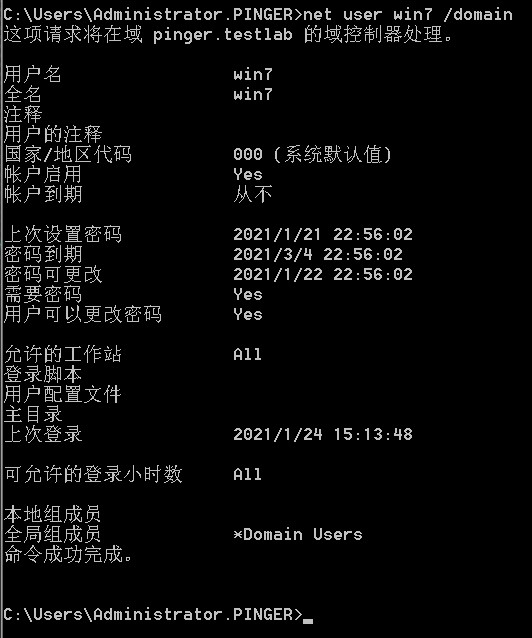 C:\Users\Administrator.PINGER>net user win7 /domain
这项请求将在域 pinger.testlab 的域控制器处理。
用户名 win7
全名 win7
注释
用户的注释
国家/地区代码 000 (系统默认值)
帐户启用 Yes
帐户到期 从不
上次设置密码 2021/1/21 22:56:02
密码到期 2021/3/4 22:56:02
密码可更改 2021/1/22 22:56:02
需要密码 Yes
用户可以更改密码 Yes
允许的工作站 All
登录脚本
用户配置文件
主目录
上次登录 2021/1/24 15:13:48
可允许的登录小时数 All
本地组成员
全局组成员 *Domain Users
命令成功完成。
C:\Users\Administrator.PINGER>_